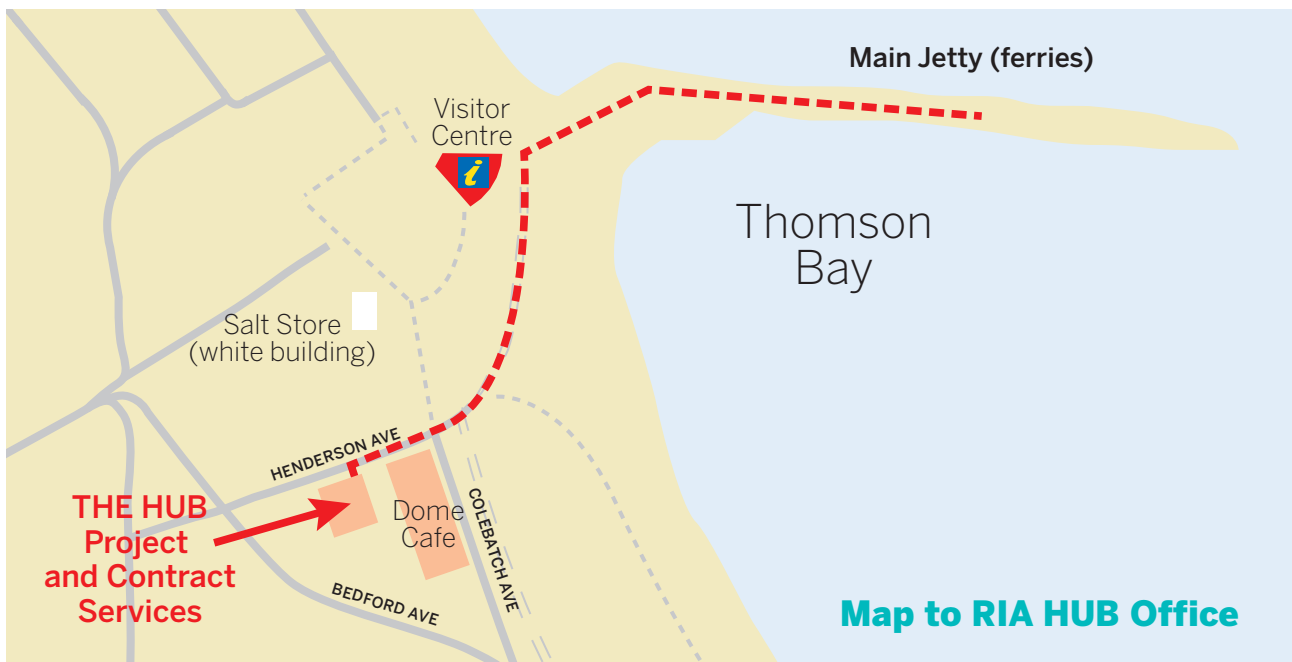 Main Jetty (ferries)
Visitor
Centre
i
Thomson
Bay
Salt Store
(white building)
HENDERSON AVE
THE HUB
Project
and Contract
Services
Dome
Cafe
COLEBATCH AVE
BEDFORD AVE
Map to RIA HUB Office